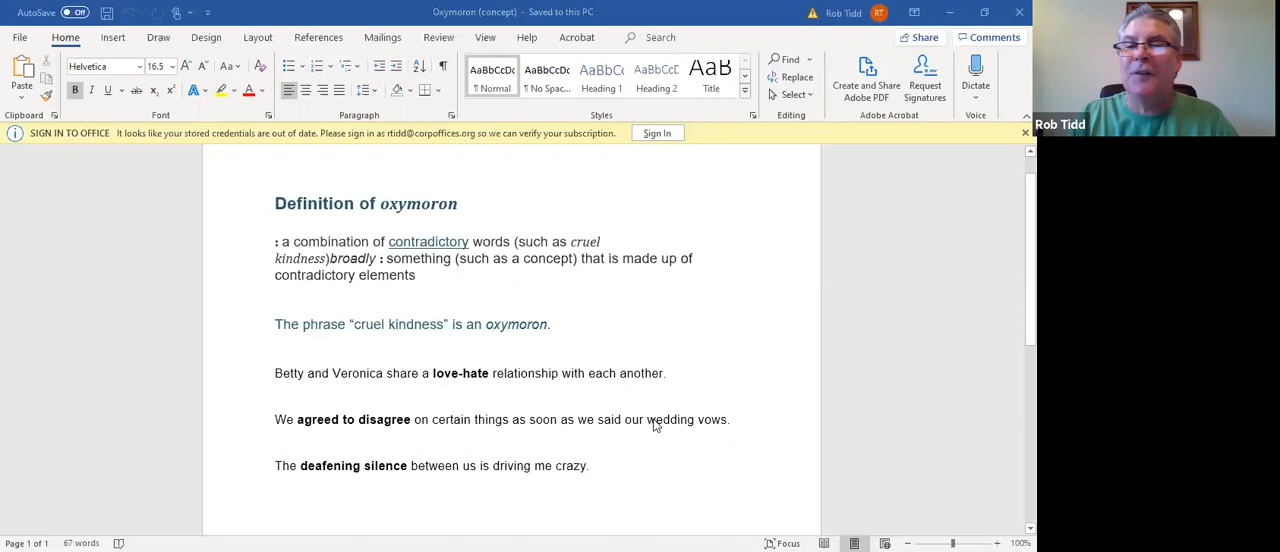 AutoSave Off
Oxymoron (concept) - Saved to this PC
Rob Tidd RT
File Home Insert Draw Design Layout References Mailings Review View Help Acrobat Search Share Comments
Paste
Clipboard
Helvetica 16.5 A A Aa A
B I U ab x₂ x² A A
Font
Paragraph
AaBbCcDc AaBbCcDc AaBbCc AaBbCcD AaB
¶ Normal ¶ No Spac... Heading 1 Heading 2 Title
Styles
Find
Replace
Select
Editing
Create and Share
Adobe PDF
Request
Signatures
Adobe Acrobat
Dictate
Voice
SIGN IN TO OFFICE It looks like your stored credentials are out of date. Please sign in as rtidd@corpoffices.org so we can verify your subscription. Sign In
Rob Tidd
Definition of oxymoron
: a combination of contradictory words (such as cruel
kindness)broadly : something (such as a concept) that is made up of
contradictory elements
The phrase “cruel kindness” is an oxymoron.
Betty and Veronica share a love-hate relationship with each another.
We agreed to disagree on certain things as soon as we said our wedding vows.
The deafening silence between us is driving me crazy.
Page 1 of 1 67 words Focus 100%